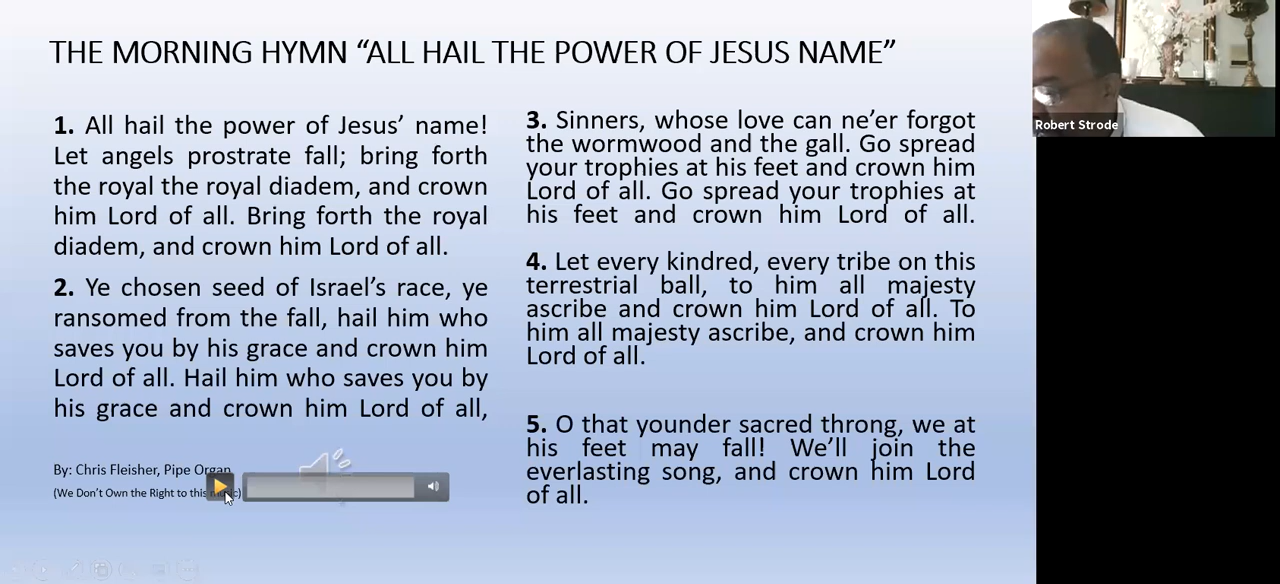 THE MORNING HYMN “ALL HAIL THE POWER OF JESUS NAME”
1. All hail the power of Jesus’ name!
Let angels prostrate fall; bring forth
the royal the royal diadem, and crown
him Lord of all. Bring forth the royal
diadem, and crown him Lord of all.
2. Ye chosen seed of Israel’s race, ye
ransomed from the fall, hail him who
saves you by his grace and crown him
Lord of all. Hail him who saves you by
his grace and crown him Lord of all,
By: Chris Fleisher, Pipe Organ
(We Don’t Own the Right to this music)
3. Sinners, whose love can ne’er forgot
the wormwood and the gall. Go spread
your trophies at his feet and crown him
Lord of all. Go spread your trophies at
his feet and crown him Lord of all.
4. Let every kindred, every tribe on this
terrestrial ball, to him all majesty
ascribe and crown him Lord of all. To
him all majesty ascribe, and crown him
Lord of all.
5. O that younder sacred throng, we at
his feet may fall! We’ll join the
everlasting song, and crown him Lord
of all.
Robert Strode